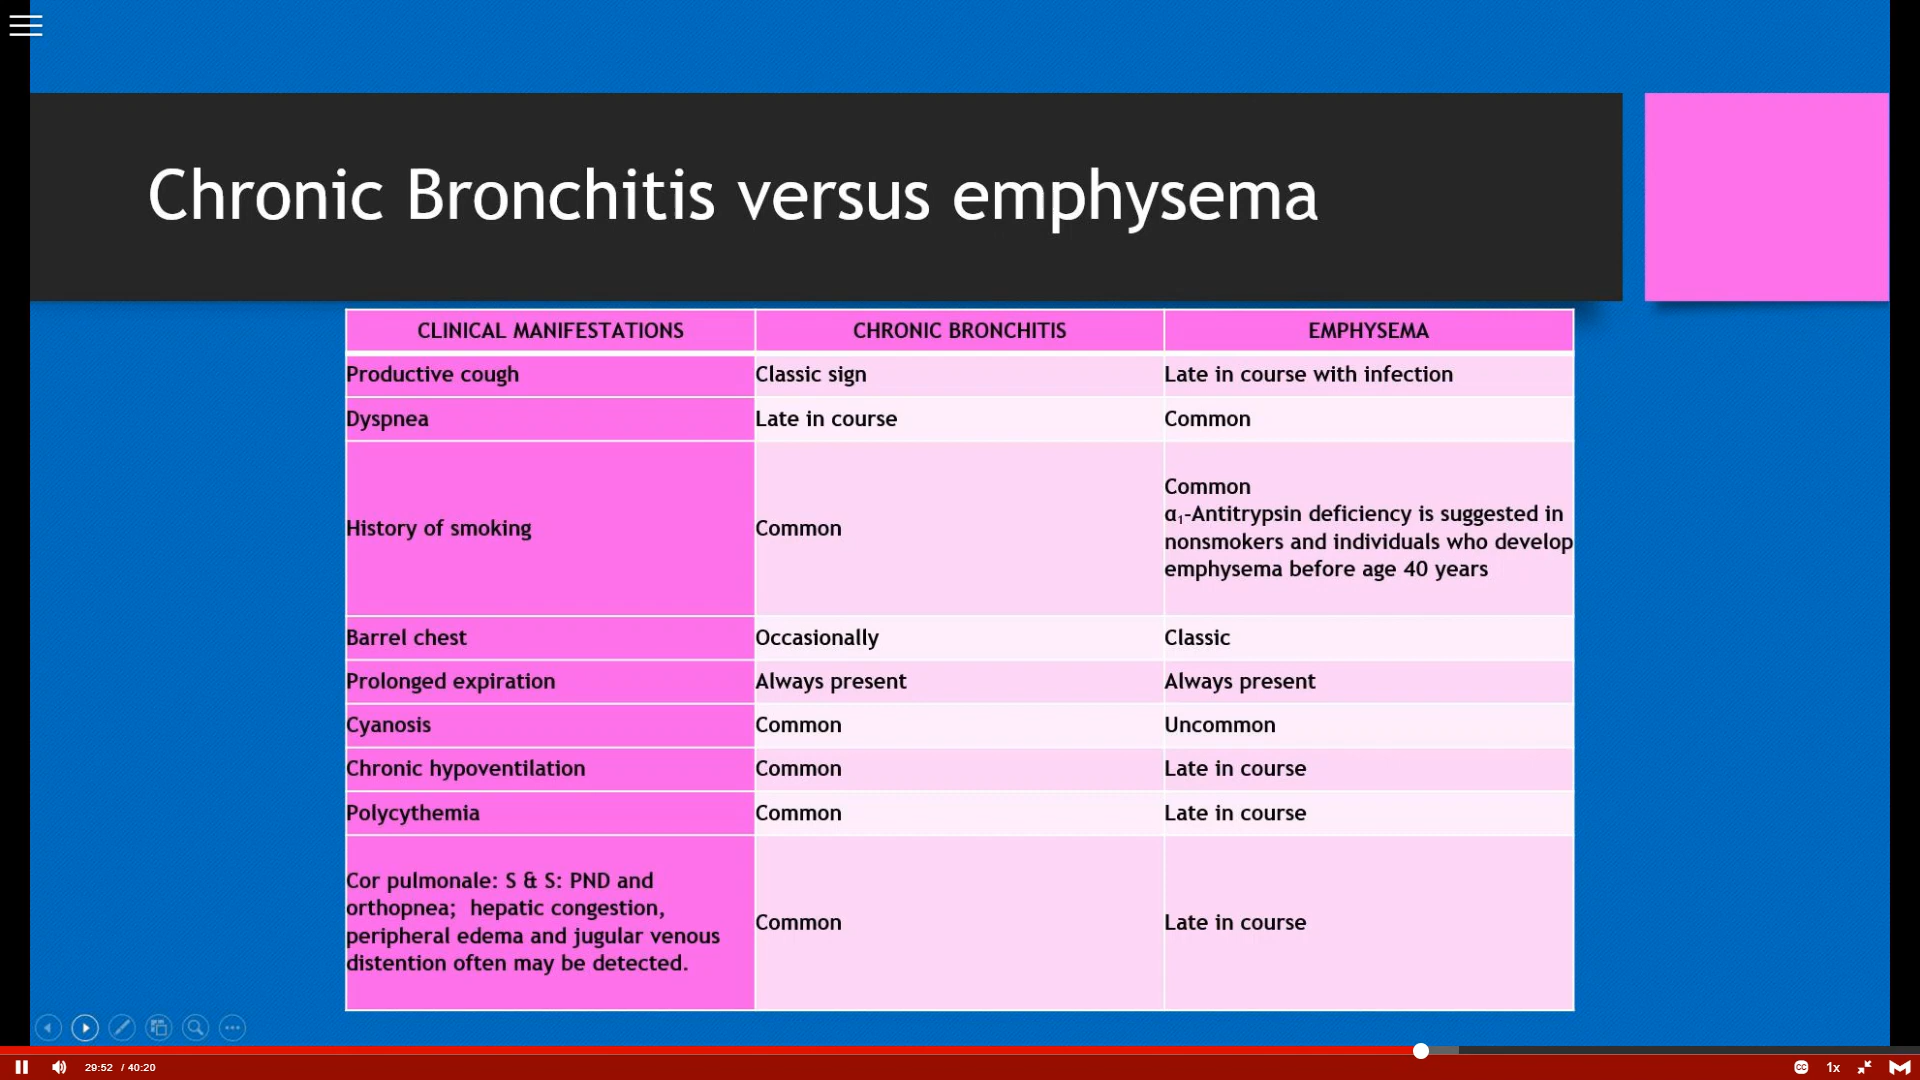 Chronic Bronchitis versus emphysema
CLINICAL MANIFESTATIONS CHRONIC BRONCHITIS EMPHYSEMA
Productive cough Classic sign Late in course with infection
Dyspnea Late in course Common
History of smoking Common Common
α₁-Antitrypsin deficiency is suggested in
nonsmokers and individuals who develop
emphysema before age 40 years
Barrel chest Occasionally Classic
Prolonged expiration Always present Always present
Cyanosis Common Uncommon
Chronic hypoventilation Common Late in course
Polycythemia Common Late in course
Cor pulmonale: S & S: PND and
orthopnea;  hepatic congestion,
peripheral edema and jugular venous
distention often may be detected.
Common Late in course
29:52 / 40:20 CC 1x